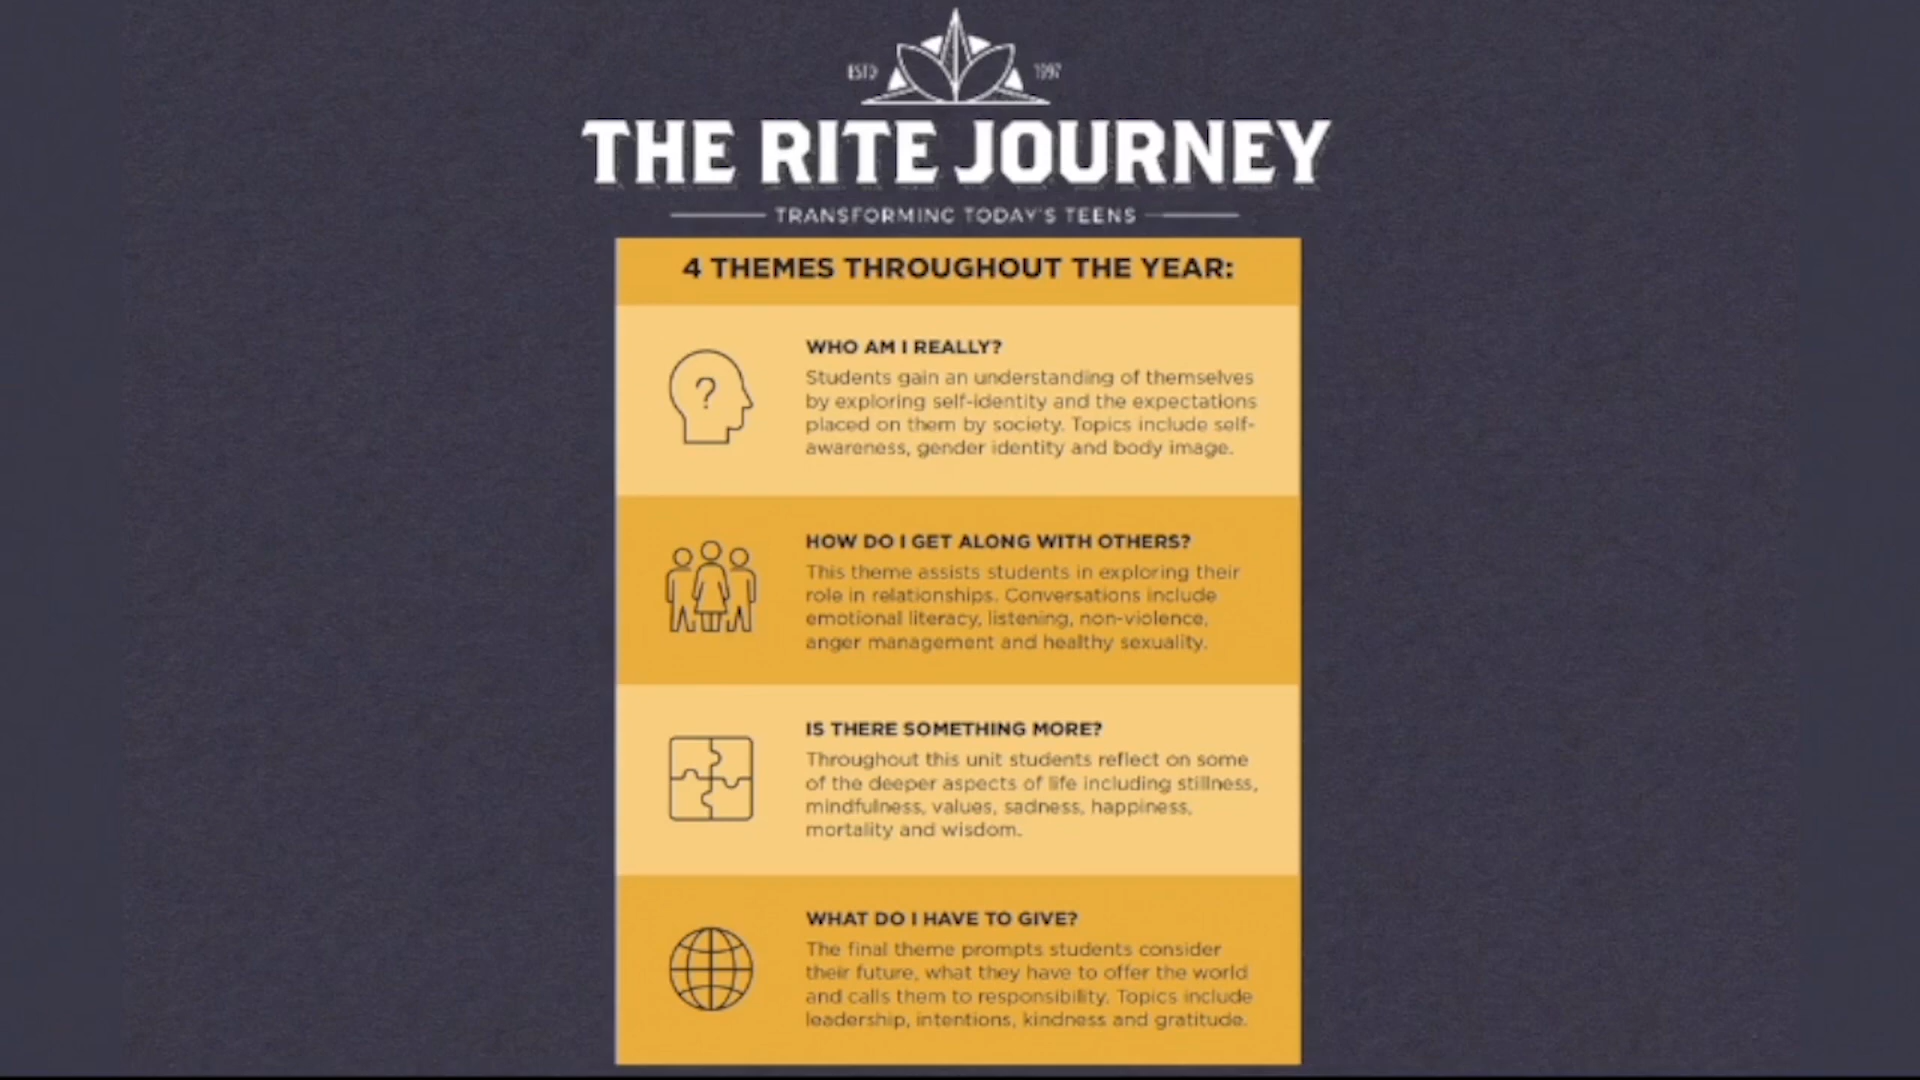 ESTD 1997
THE RITE JOURNEY
TRANSFORMING TODAY'S TEENS
4 THEMES THROUGHOUT THE YEAR:
WHO AM I REALLY?
Students gain an understanding of themselves
by exploring self-identity and the expectations
placed on them by society. Topics include self-
awareness, gender identity and body image.
?
HOW DO I GET ALONG WITH OTHERS?
This theme assists students in exploring their
role in relationships. Conversations include
emotional literacy, listening, non-violence,
anger management and healthy sexuality.
IS THERE SOMETHING MORE?
Throughout this unit students reflect on some
of the deeper aspects of life including stillness,
mindfulness, values, sadness, happiness,
mortality and wisdom.
WHAT DO I HAVE TO GIVE?
The final theme prompts students consider
their future, what they have to offer the world
and calls them to responsibility. Topics include
leadership, intentions, kindness and gratitude.